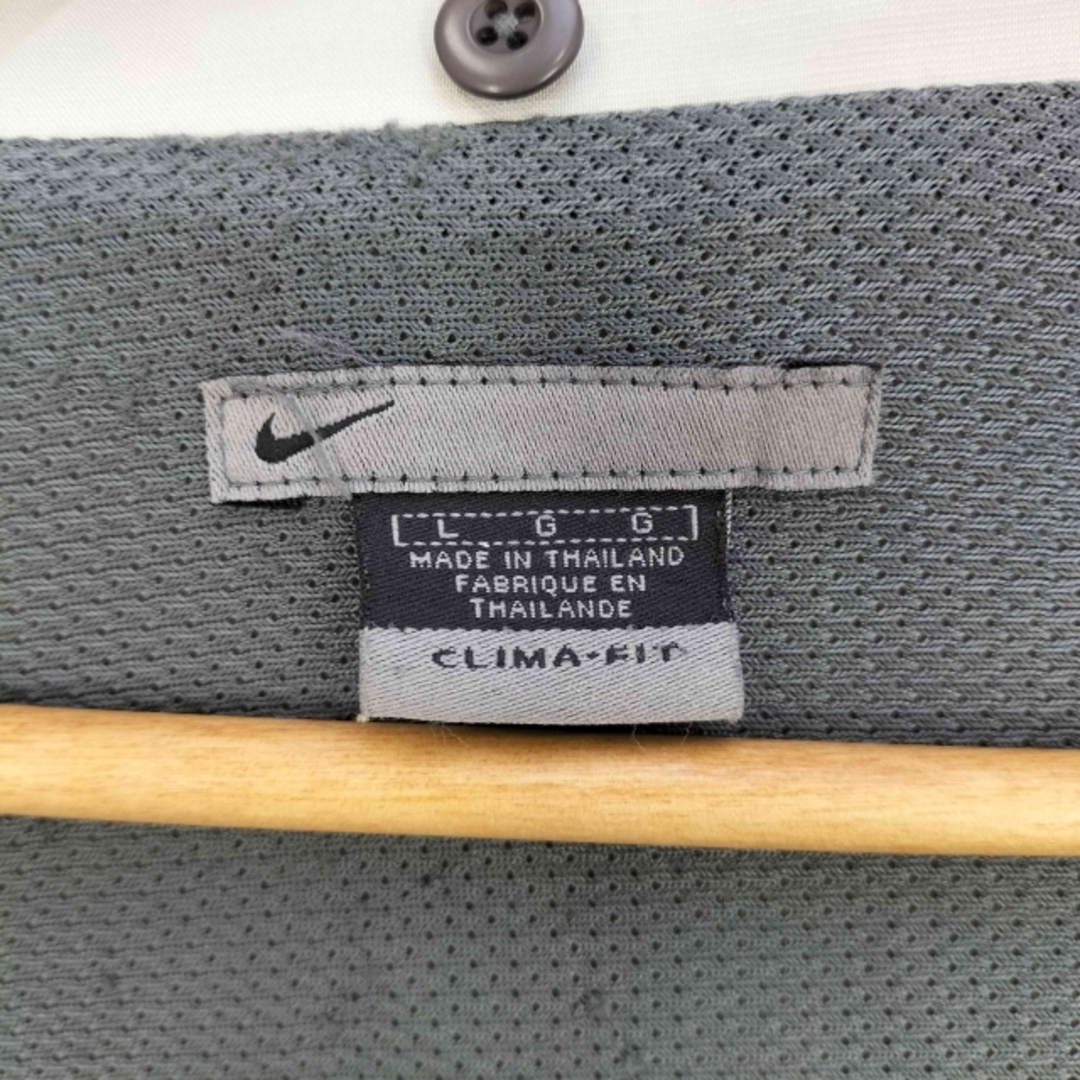 L G G
MADE IN THAILAND
FABRIQUE EN
THAILANDE
CLIMA-FIT